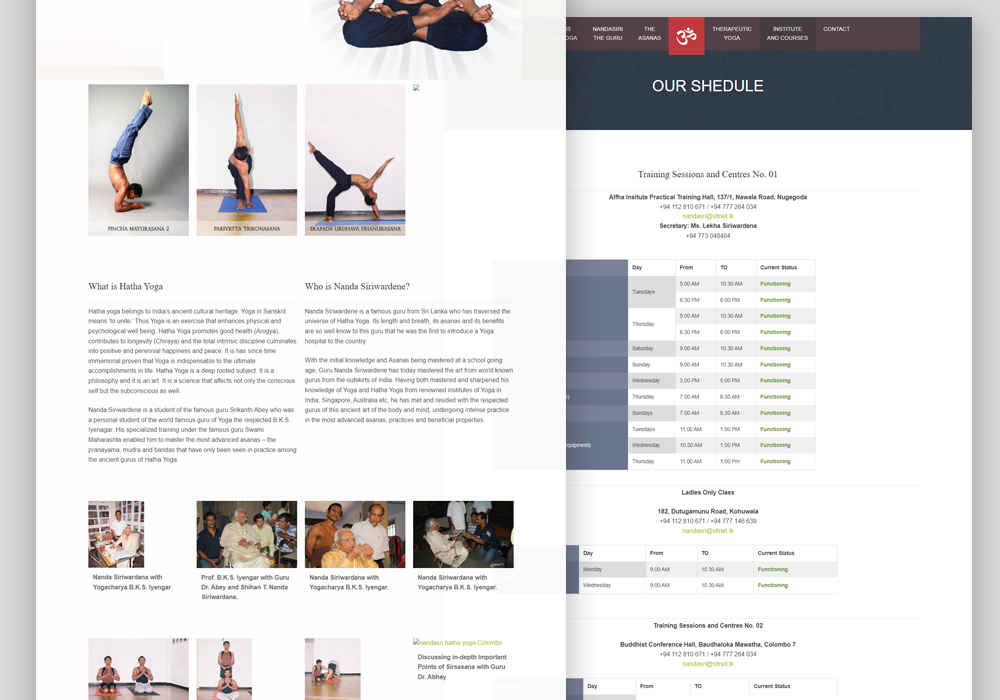 PINCHA MAYURASANA 2
PARIVRTTA TRIKONASANA
EKAPADA URDHAVA DHANURASANA
What is Hatha Yoga
Hatha yoga belongs to India's ancient cultural heritage. Yoga in Sanskrit
means 'to unite.' Thus Yoga is an exercise that enhances physical and
psychological well being. Hatha Yoga promotes good health (Arogya),
contributes to longevity (Chiraya) and the total intrinsic discipline culminates
into positive and perennial happiness and peace. It is has since time
immemorial proven that Yoga is indispensable to the ultimate
accomplishments in life. Hatha Yoga is a deep rooted subject. It is a
philosophy and it is an art. It is a science that affects not only the conscious
self but the subconscious as well.
Nanda Siriwardene is a student of the famous guru Srikanth Abey who was
a personal student of the world famous guru of Yoga the respected B.K.S.
Iyenagar. His specialized training under the famous guru Swami
Maharashta enabled him to master the most advanced asanas – the
pranayama, mudra and bandas that have only been seen in practice among
the ancient gurus of Hatha Yoga.
Who is Nanda Siriwardene?
Nanda Siriwardene is a famous guru from Sri Lanka who has traversed the
universe of Hatha Yoga. Its length and breath, its asanas and its benefits
are so well know to this guru that he was the first to introduce a Yoga
hospital to the country.
With the initial knowledge and Asanas being mastered at a school going
age, Guru Nanda Siriwardene has today mastered the art from world known
gurus from the outskirts of India. Having both mastered and sharpened his
knowledge of Yoga and Hatha Yoga from renowned institutes of Yoga in
India, Singapore, Australia etc, he has met and resided with the respected
gurus of this ancient art of the body and mind, undergoing intense practice
in the most advanced asanas, practices and beneficial properties.
Nanda Siriwardena with
Yogacharya B.K.S. Iyengar
Prof. B.K.S. Iyengar with Guru
Dr. Abey and Shihan T. Nanda
Siriwardana.
Nanda Siriwardena with
Yogacharya B.K.S. Iyengar.
Nanda Siriwardena with
Yogacharya B.K.S. Iyengar.
nandasri hatha yoga Colombo
Discussing in-depth Important
Points of Sirsasana with Guru
Dr. Abhay
NANDASIRI
THE GURU
THE
ASANAS
THERAPEUTIC
YOGA
INSTITUTE
AND COURSES
CONTACT
OUR SHEDULE
Training Sessions and Centres No. 01
Alfha Insitute Practical Training Hall, 137/1, Nawala Road, Nugegoda
+94 112 810 671 / +94 777 264 034
nandasri@sltnet.lk
Secretary: Ms. Lekha Siriwardena
+94 773 048484
Day From TO Current Status
Tuesdays 9.00 AM 10.30 AM Functioning
6.30 PM 8.00 PM Functioning
Thursday 9.00 AM 10.30 AM Functioning
6.30 PM 8.00 PM Functioning
Saturday 9.00 AM 10.30 AM Functioning
Sunday 9.00 AM 10.30 AM Functioning
Wednesday 3.00 PM 5.00 PM Functioning
Thursday 7.00 AM 8.30 AM Functioning
Sundays 7.00 AM 8.30 AM Functioning
Tuesdays 11.00 AM 1.00 PM Functioning
equipment) Wednesday 10.30 AM 1.00 PM Functioning
Thursday 11.00 AM 1.00 Pm Functioning
Ladies Only Class
182, Dutugamunu Road, Kohuwala
+94 112 810 671 / +94 777 146 639
nandasri@sltnet.lk
Day From TO Current Status
Monday 9.00 AM 10.30 AM Functioning
Wednesday 9.00 AM 10.30 AM Functioning
Training Sessions and Centres No. 02
Buddhist Conference Hall, Baudhaloka Mawatha, Colombo 7
+94 112 810 671 / +94 777 264 034
nandasri@sltnet.lk
Day From TO Current Status